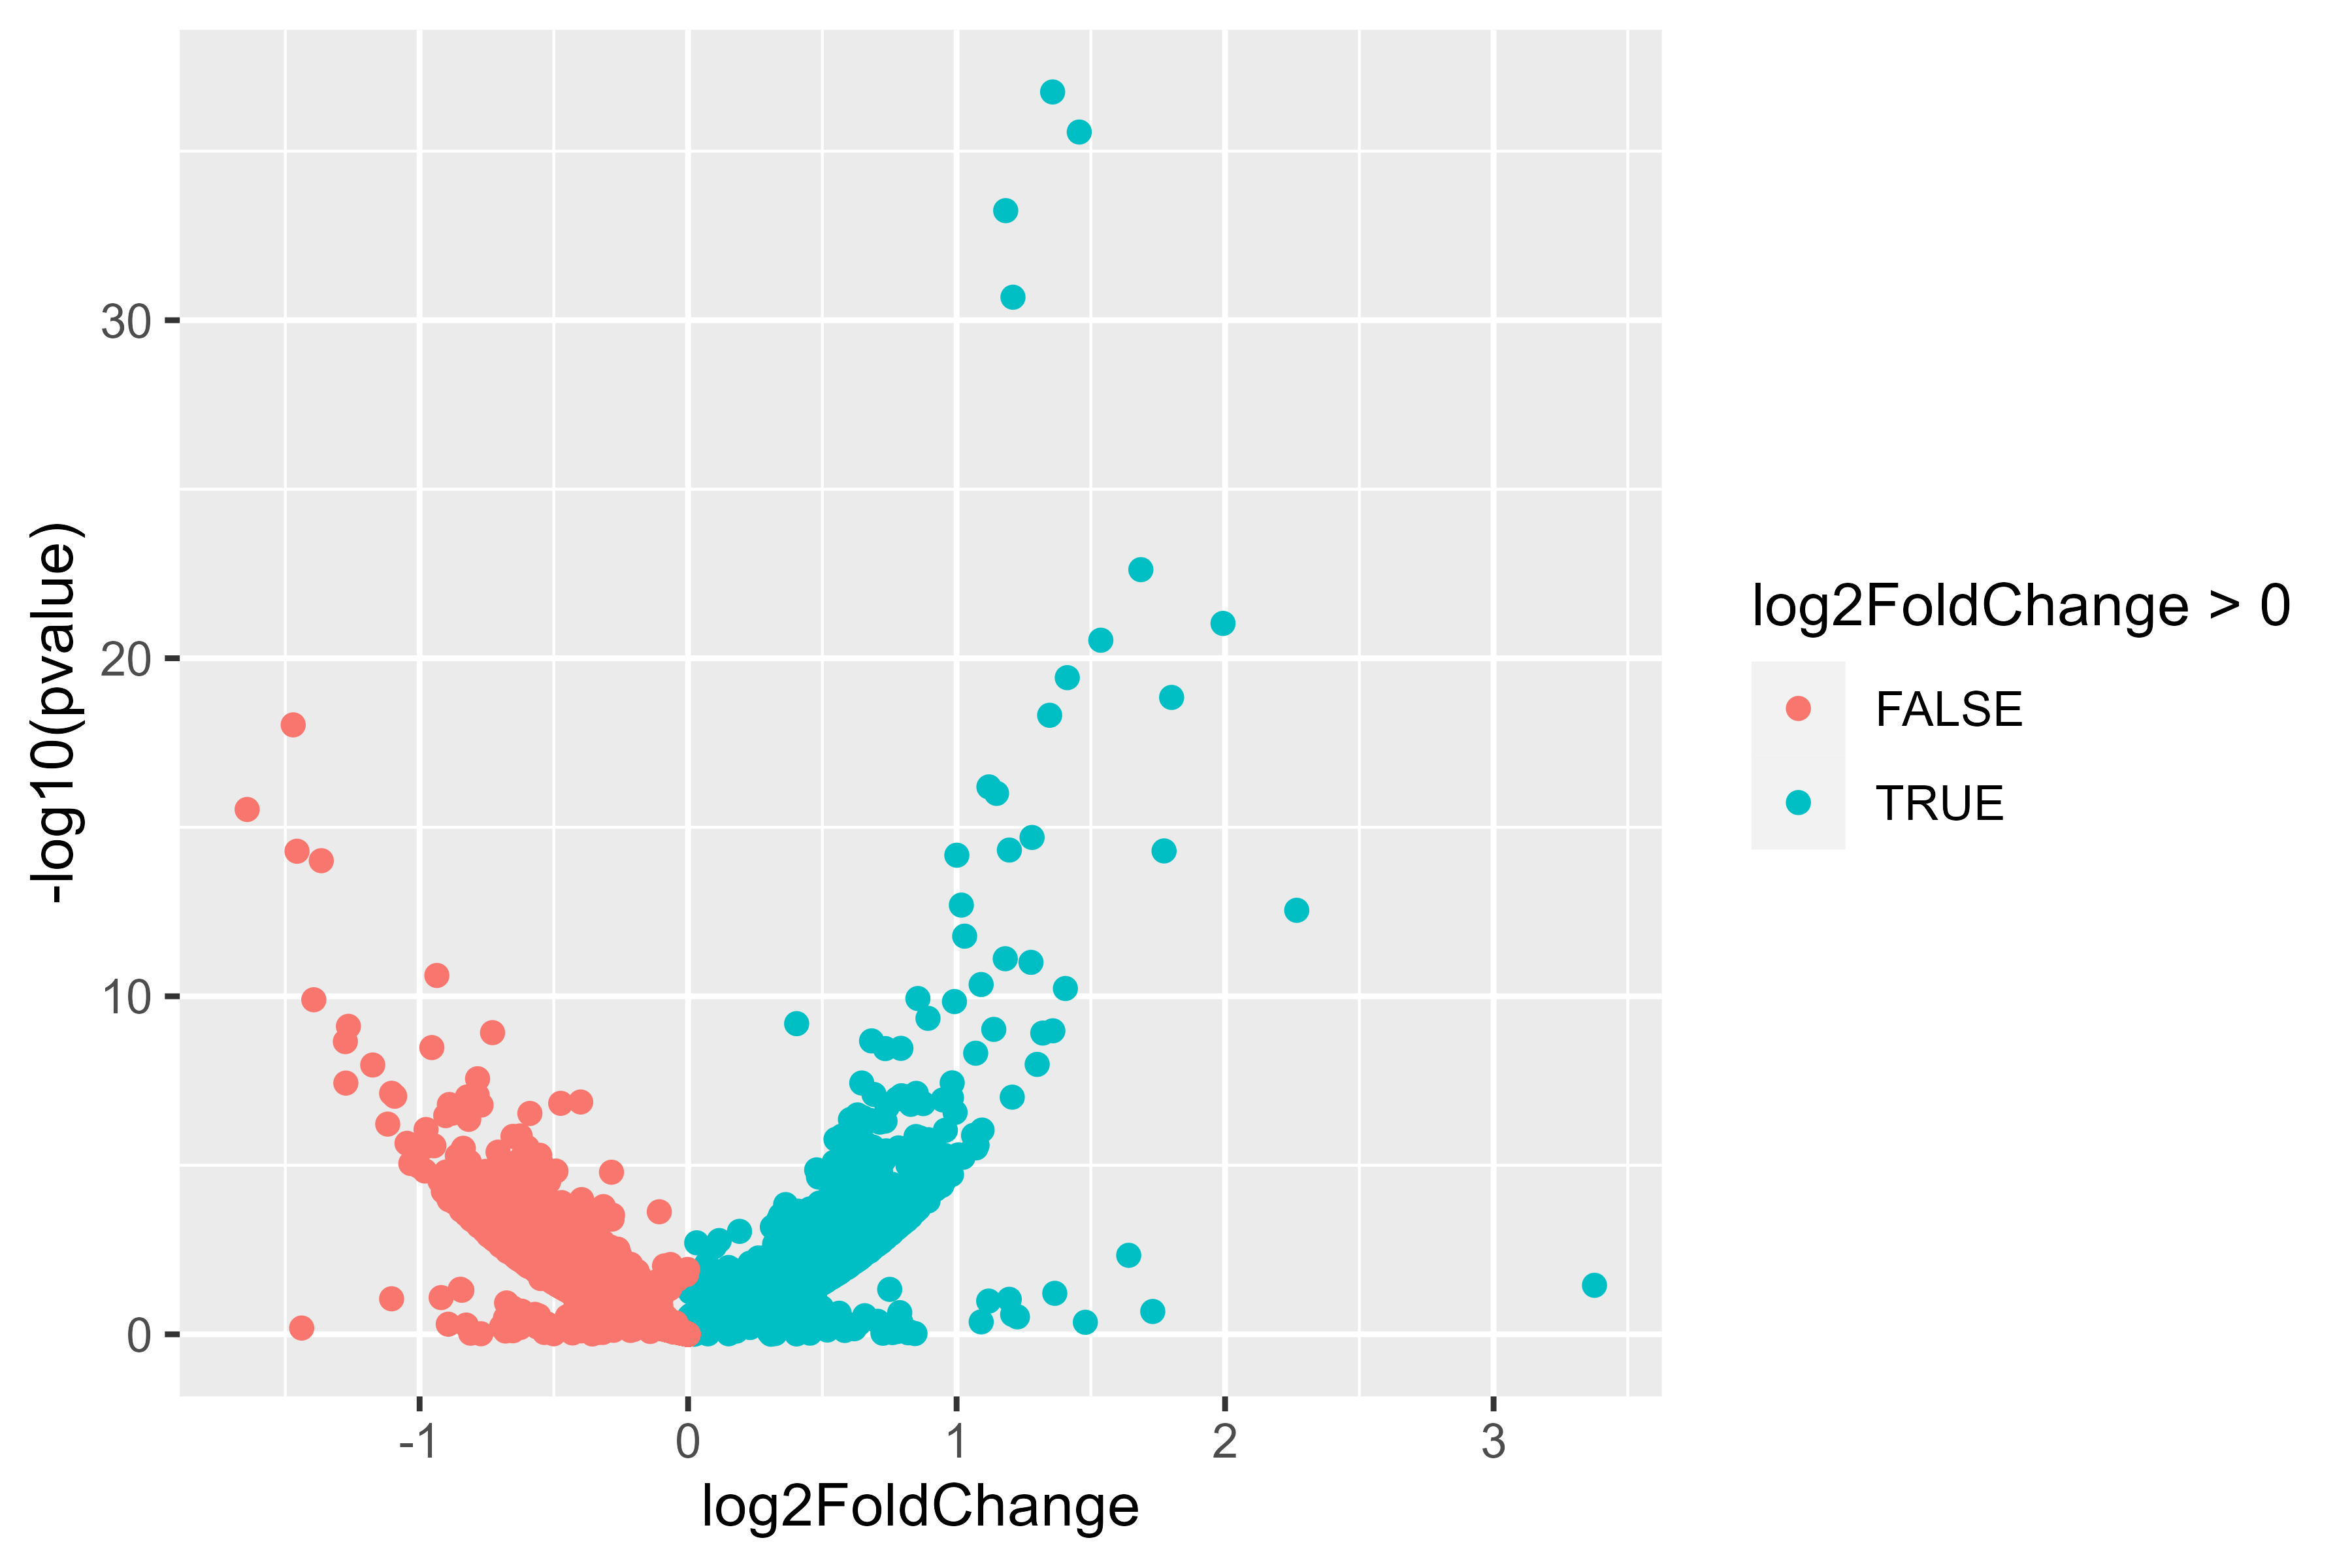 -log10(pvalue)
30
20
10
0
-1 0 1 2 3
log2FoldChange
log2FoldChange > 0
FALSE
TRUE